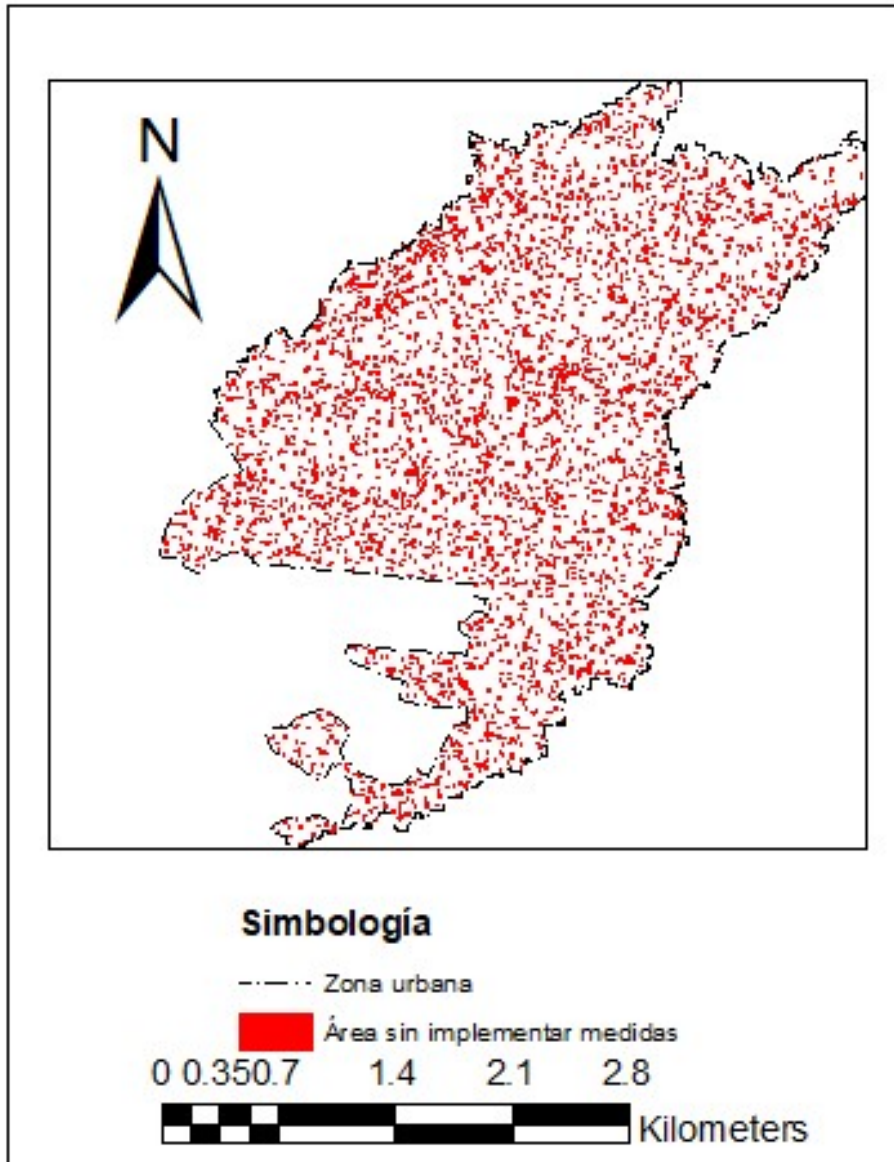 N
Simbología
Zona urbana
Área sin implementar medidas
0 0.350.7 1.4 2.1 2.8
Kilometers